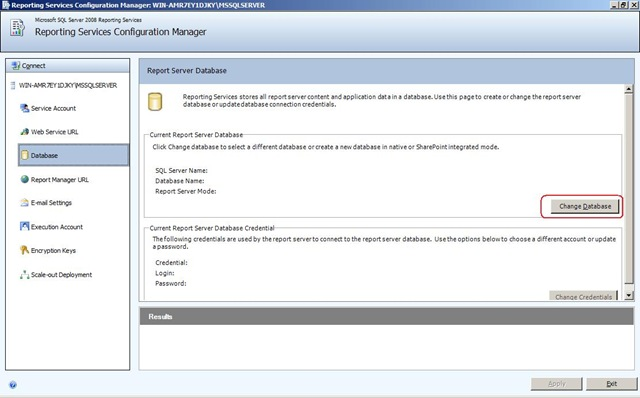 Reporting Services Configuration Manager: WIN-AMR7EY1DJKY\MSSQLSERVER
Microsoft SQL Server 2008 Reporting Services
Reporting Services Configuration Manager
Connect
WIN-AMR7EY1DJKY\MSSQLSERVER
Service Account
Web Service URL
Database
Report Manager URL
E-mail Settings
Execution Account
Encryption Keys
Scale-out Deployment
Report Server Database
Reporting Services stores all report server content and application data in a database. Use this page to create or change the report server
database or update database connection credentials.
Current Report Server Database
Click Change database to select a different database or create a new database in native or SharePoint integrated mode.
SQL Server Name:
Database Name:
Report Server Mode:
Change Database
Current Report Server Database Credential
The following credentials are used by the report server to connect to the report server database. Use the options below to choose a different account or update
a password.
Credential:
Login:
Password:
Change Credentials
Results
Apply
Exit